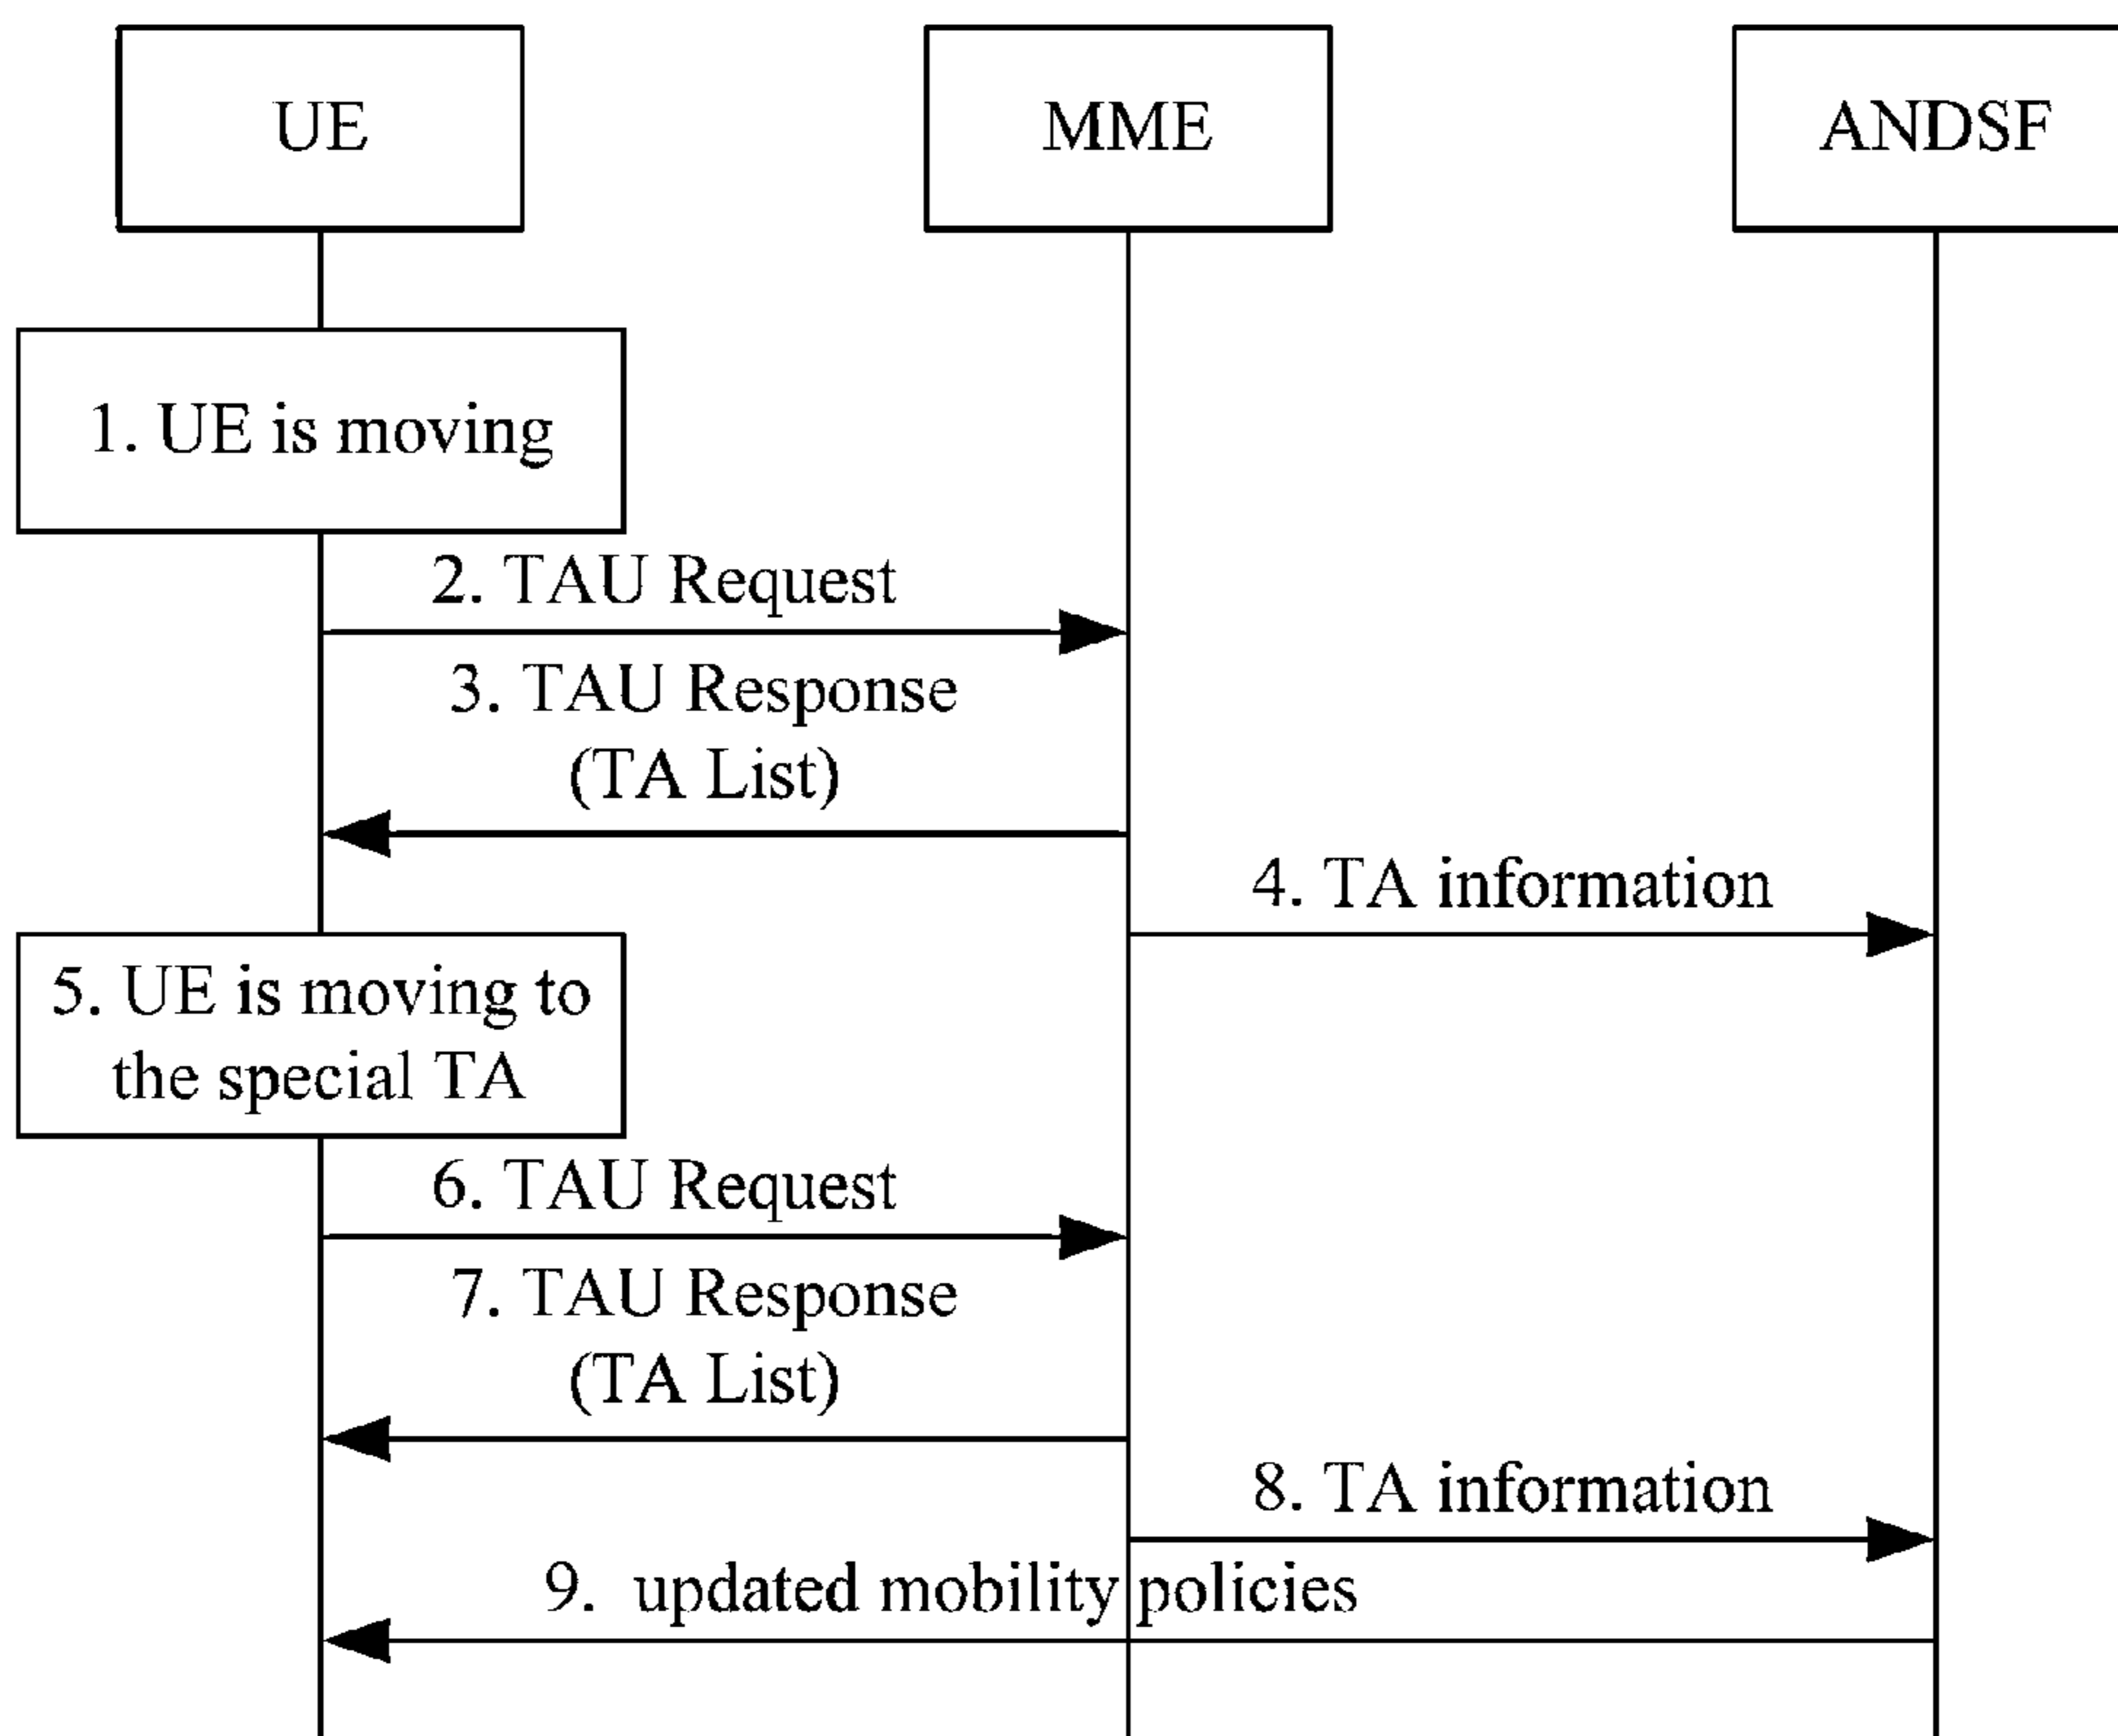 UE
MME
ANDSF
1. UE is moving
2. TAU Request
3. TAU Response
(TA List)
4. TA information
5. UE is moving to
the special TA
6. TAU Request
7. TAU Response
(TA List)
8. TA information
9. updated mobility policies